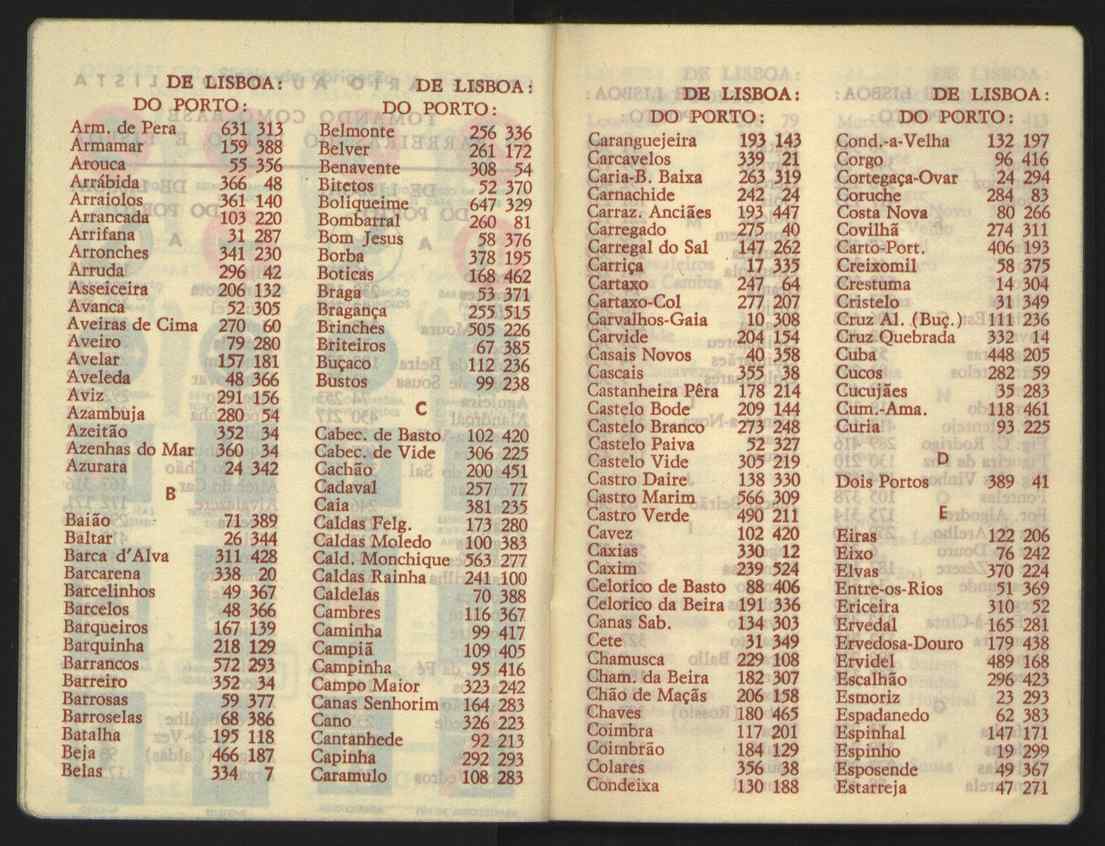 DE LISBOA:
DO PORTO:
Arm. de Pera 631 313
Armamar 159 388
Arouca 55 356
Arrábida 366 48
Arraiolos 361 140
Arrancada 103 220
Arrifana 31 287
Arronches 341 230
Arruda 296 42
Asseiceira 206 132
Avanca 52 305
Aveiras de Cima 270 60
Aveiro 79 280
Avelar 157 181
Aveleda 48 366
Aviz 291 156
Azambuja 280 54
Azeitão 352 34
Azenhas do Mar 360 34
Azurara 24 342
B
Baião 71 389
Baltar 26 344
Barca d'Alva 311 428
Barcarena 338 20
Barcelinhos 49 367
Barcelos 48 366
Barqueiros 167 139
Barquinha 218 129
Barrancos 572 293
Barreiro 352 34
Barrosas 59 377
Barroselas 68 386
Batalha 195 118
Beja 466 187
Belas 334 7
DE LISBOA:
DO PORTO:
Belmonte 256 336
Belver 261 172
Benavente 308 54
Bitetos 52 370
Boliqueime 647 329
Bombarral 260 81
Bom Jesus 58 376
Borba 378 195
Boticas 168 462
Braga 53 371
Bragança 255 515
Brinches 505 226
Briteiros 67 385
Buçaco 112 236
Bustos 99 238
C
Cabec. de Basto 102 420
Cabec. de Vide 306 225
Cachão 200 451
Cadaval 257 77
Caia 381 235
Caldas Felg. 173 280
Caldas Moledo 100 383
Cald. Monchique 563 277
Caldas Rainha 241 100
Caldelas 70 388
Cambres 116 367
Caminha 99 417
Campiã 109 405
Campinha 95 416
Campo Maior 323 242
Canas Senhorim 164 283
Cano 326 223
Cantanhede 92 213
Capinha 292 293
Caramulo 108 283
DE LISBOA:
DO PORTO:
Caranguejeira 193 143
Carcavelos 339 21
Caria-B. Baixa 263 319
Carnachide 242 24
Carraz. Anciães 193 447
Carregado 275 40
Carregal do Sal 147 262
Carriça 17 335
Cartaxo 247 64
Cartaxo-Col 277 207
Carvalhos-Gaia 10 308
Carvide 204 154
Casais Novos 40 358
Cascais 355 38
Castanheira Pêra 178 214
Castelo Bode 209 144
Castelo Branco 273 248
Castelo Paiva 52 327
Castelo Vide 305 219
Castro Daire 138 330
Castro Marim 566 309
Castro Verde 490 211
Cavez 102 420
Caxias 330 12
Caxim 239 524
Celorico de Basto 88 406
Celorico da Beira 191 336
Canas Sab. 134 303
Cete 31 349
Chamusca 229 108
Cham. da Beira 182 307
Chão de Maçãs 206 158
Chaves 180 465
Coimbra 117 201
Coimbrão 184 129
Colares 356 38
Condeixa 130 188
DE LISBOA:
DO PORTO:
Cond.-a-Velha 132 197
Corgo 96 416
Cortegaça-Ovar 24 294
Coruche 284 83
Costa Nova 80 266
Covilhã 274 311
Carto-Port. 406 193
Creixomil 58 375
Crestuma 14 304
Cristelo 31 349
Cruz Al. (Buç.) 111 236
Cruz Quebrada 332 14
Cuba 448 205
Cucos 282 59
Cucujães 35 283
Cum.-Ama. 118 461
Curia 93 225
D
Dois Portos 389 41
E
Eiras 122 206
Eixo 76 242
Elvas 370 224
Entre-os-Rios 51 369
Ericeira 310 52
Ervedal 165 281
Ervedosa-Douro 179 438
Ervidel 489 168
Escalhão 296 423
Esmoriz 23 293
Espadanedo 62 383
Espinhal 147 171
Espinho 19 299
Esposende 49 367
Estarreja 47 271